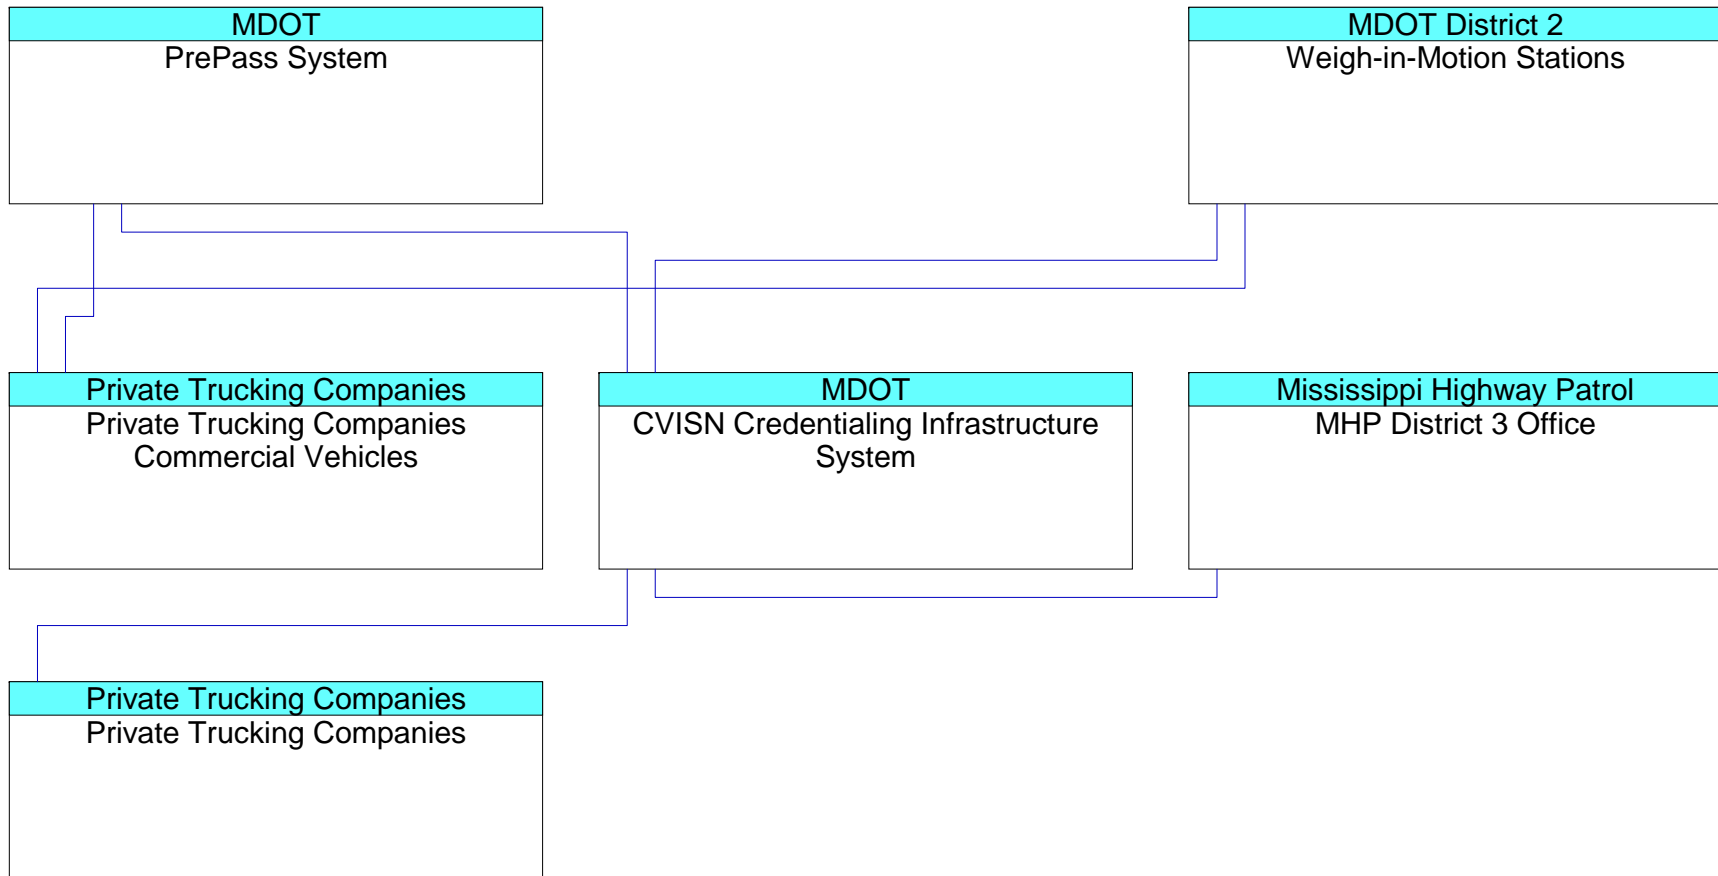 MDOT
PrePass System
MDOT District 2
Weigh-in-Motion Stations
Private Trucking Companies
Private Trucking Companies
Commercial Vehicles
MDOT
CVISN Credentialing Infrastructure
System
Mississippi Highway Patrol
MHP District 3 Office
Private Trucking Companies
Private Trucking Companies